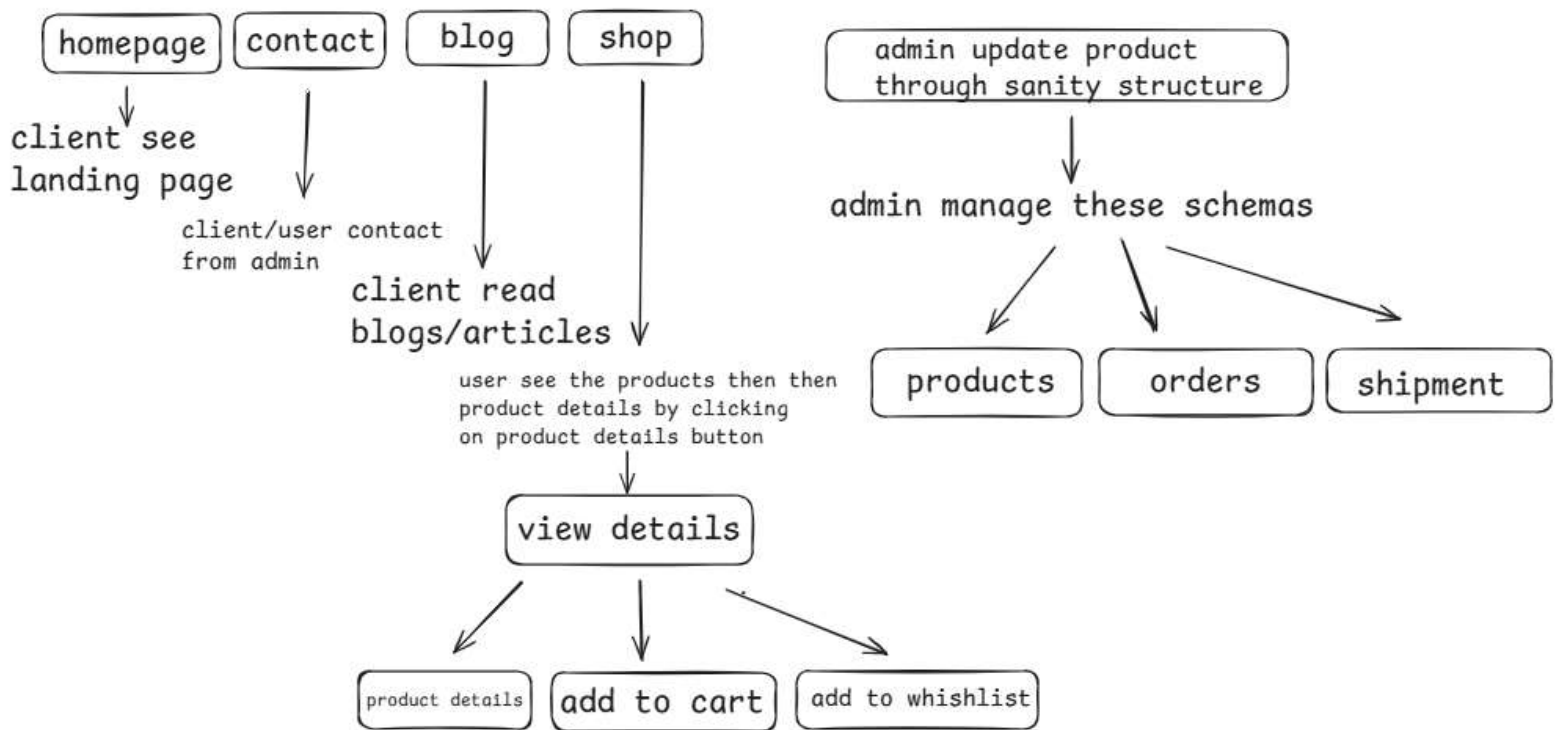 homepage
contact
blog
shop
admin update product
through sanity structure
client see
landing page
admin manage these schemas
client/user contact
from admin
client read
blogs/articles
user see the products then then
product details by clicking
on product details button
products
orders
shipment
view details
product details
add to cart
add to whishlist